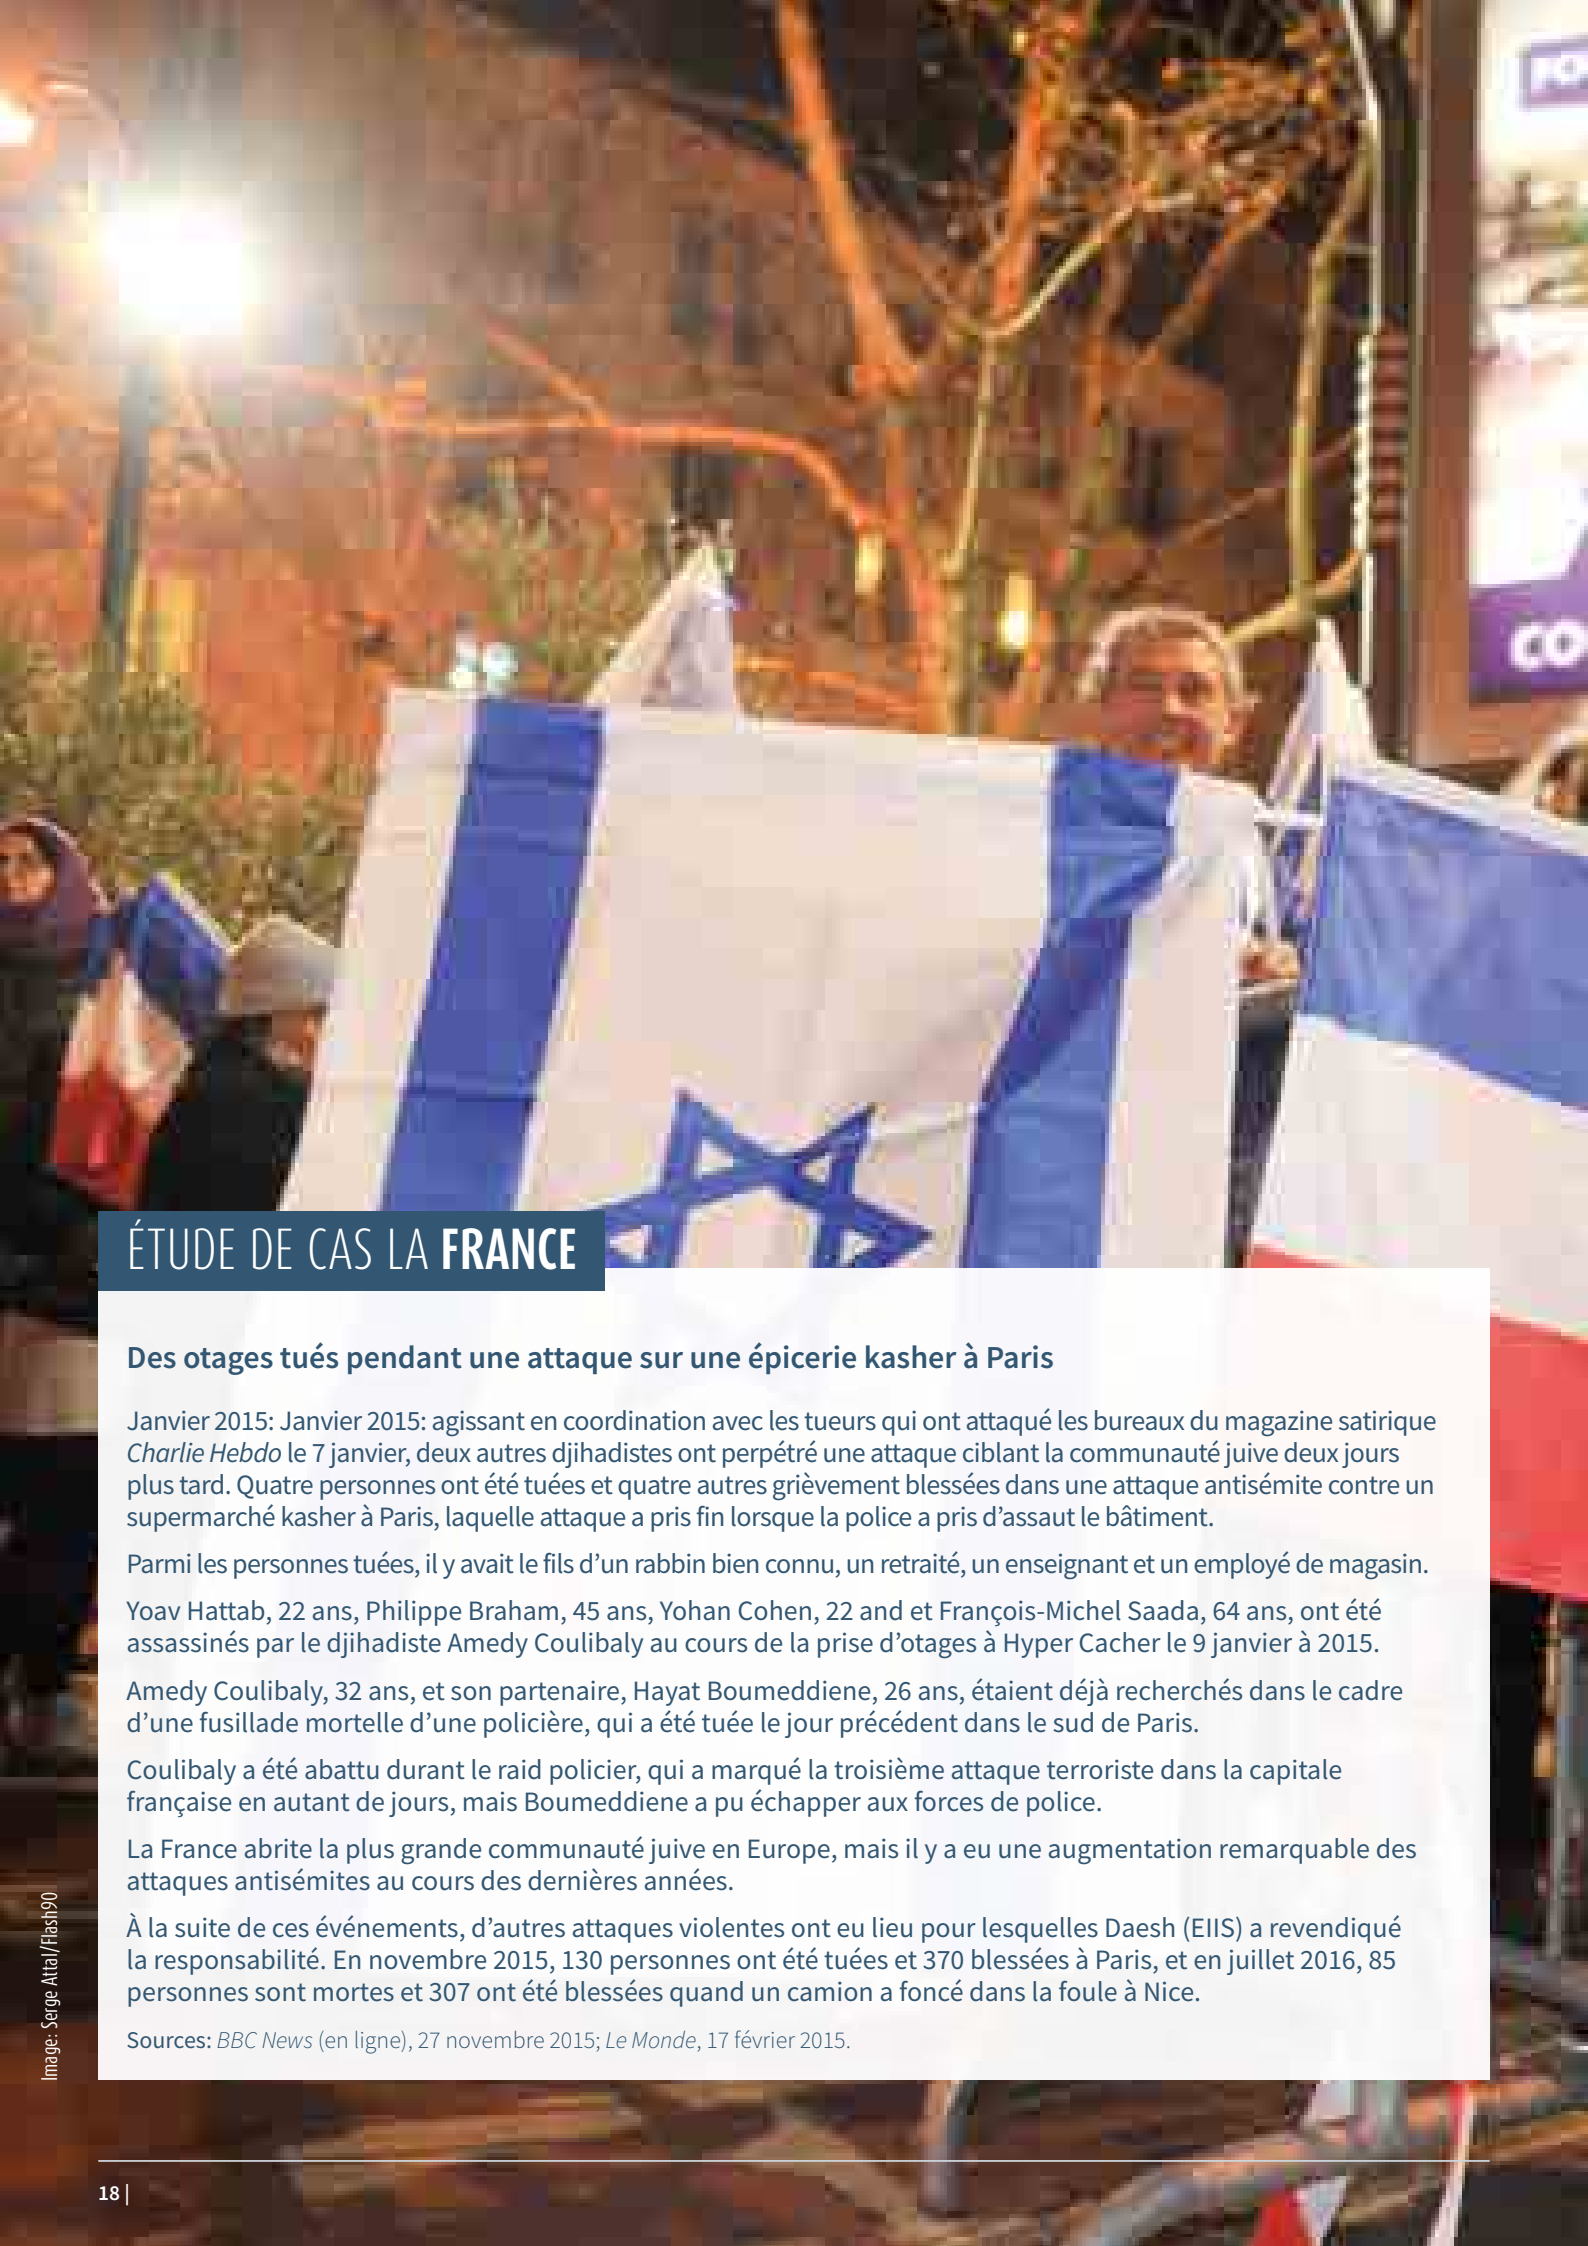 CO
ÉTUDE DE CAS LA FRANCE
Des otages tués pendant une attaque sur une épicerie kasher à Paris
Janvier 2015: Janvier 2015: agissant en coordination avec les tueurs qui ont attaqué les bureaux du magazine satirique
Charlie Hebdo le 7 janvier, deux autres djihadistes ont perpétré une attaque ciblant la communauté juive deux jours
plus tard. Quatre personnes ont été tuées et quatre autres grièvement blessées dans une attaque antisémite contre un
supermarché kasher à Paris, laquelle attaque a pris fin lorsque la police a pris d’assaut le bâtiment.
Parmi les personnes tuées, il y avait le fils d’un rabbin bien connu, un retraité, un enseignant et un employé de magasin.
Yoav Hattab, 22 ans, Philippe Braham, 45 ans, Yohan Cohen, 22 and et François-Michel Saada, 64 ans, ont été
assassinés par le djihadiste Amedy Coulibaly au cours de la prise d’otages à Hyper Cacher le 9 janvier à 2015.
Amedy Coulibaly, 32 ans, et son partenaire, Hayat Boumeddiene, 26 ans, étaient déjà recherchés dans le cadre
d’une fusillade mortelle d’une policière, qui a été tuée le jour précédent dans le sud de Paris.
Coulibaly a été abattu durant le raid policier, qui a marqué la troisième attaque terroriste dans la capitale
française en autant de jours, mais Boumeddiene a pu échapper aux forces de police.
La France abrite la plus grande communauté juive en Europe, mais il y a eu une augmentation remarquable des
attaques antisémites au cours des dernières années.
À la suite de ces événements, d’autres attaques violentes ont eu lieu pour lesquelles Daesh (EIIS) a revendiqué
la responsabilité. En novembre 2015, 130 personnes ont été tuées et 370 blessées à Paris, et en juillet 2016, 85
personnes sont mortes et 307 ont été blessées quand un camion a foncé dans la foule à Nice.
Sources: BBC News (en ligne), 27 novembre 2015; Le Monde, 17 février 2015.
Image: Serge Attal/Flash90
18 |